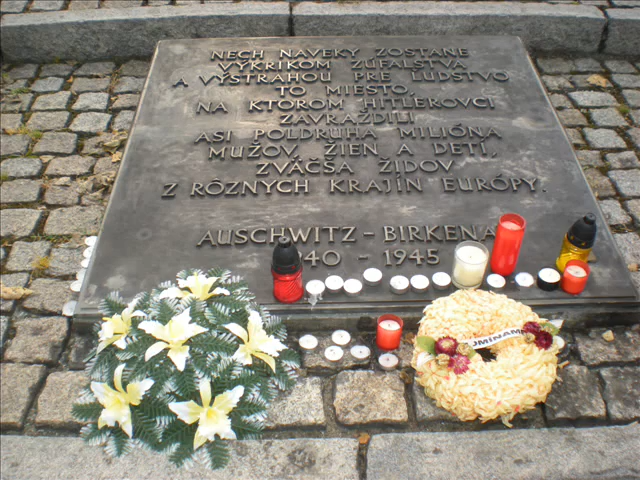 NECH NAVEKY ZOSTANE
VÝKRIKOM ZÚFALSTVA
A VÝSTRAHOU PRE ĽUDSTVO
TO MIESTO,
NA KTOROM HITLEROVCI
ZAVRAŽDILI
ASI POLDRUHA MILIÓNA
MUŽOV, ŽIEN A DETÍ,
ZVÄČŠA ŽIDOV
Z RÔZNYCH KRAJÍN EURÓPY.
AUSCHWITZ - BIRKENAU
1940 - 1945